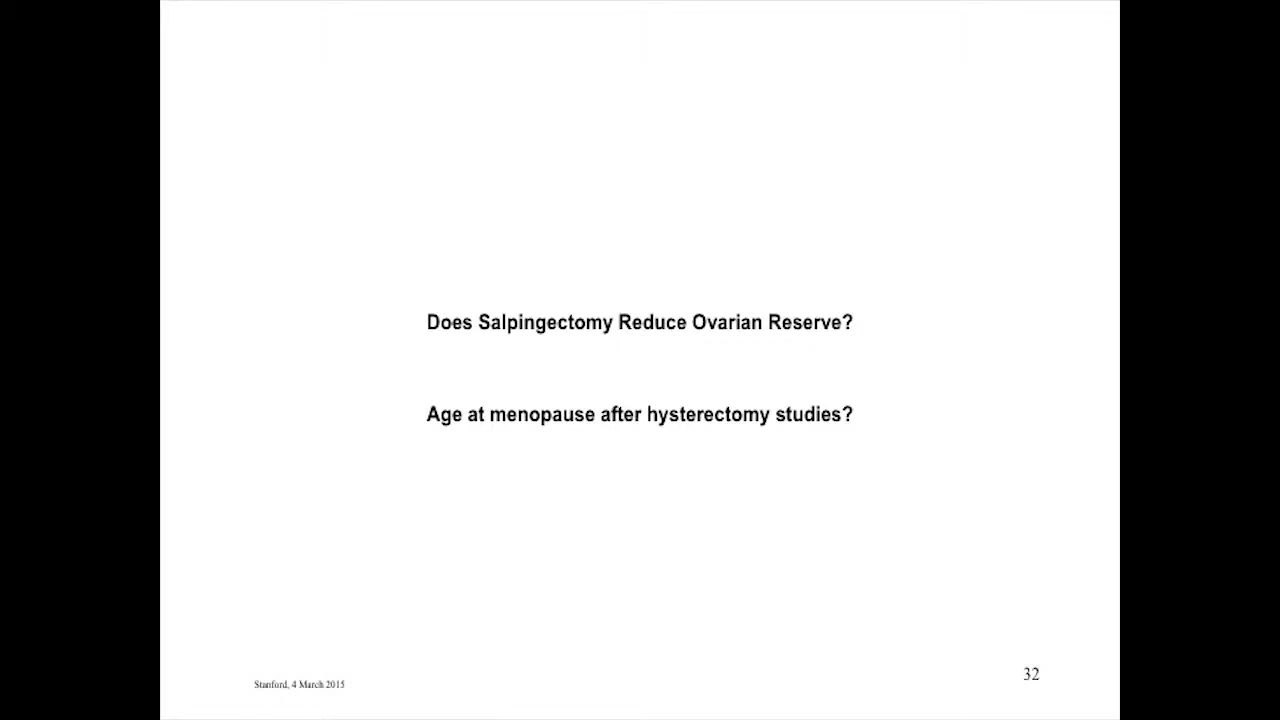 Does Salpingectomy Reduce Ovarian Reserve?
Age at menopause after hysterectomy studies?
Stanford, 4 March 2015
32